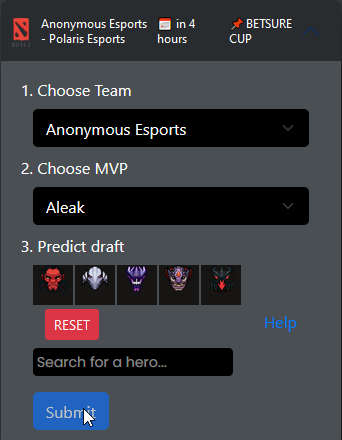 Anonymous Esports
- Polaris Esports
in 4
hours
BETSURE
CUP
1. Choose Team
Anonymous Esports
2. Choose MVP
Aleak
3. Predict draft
RESET
Help
Search for a hero...
Submit